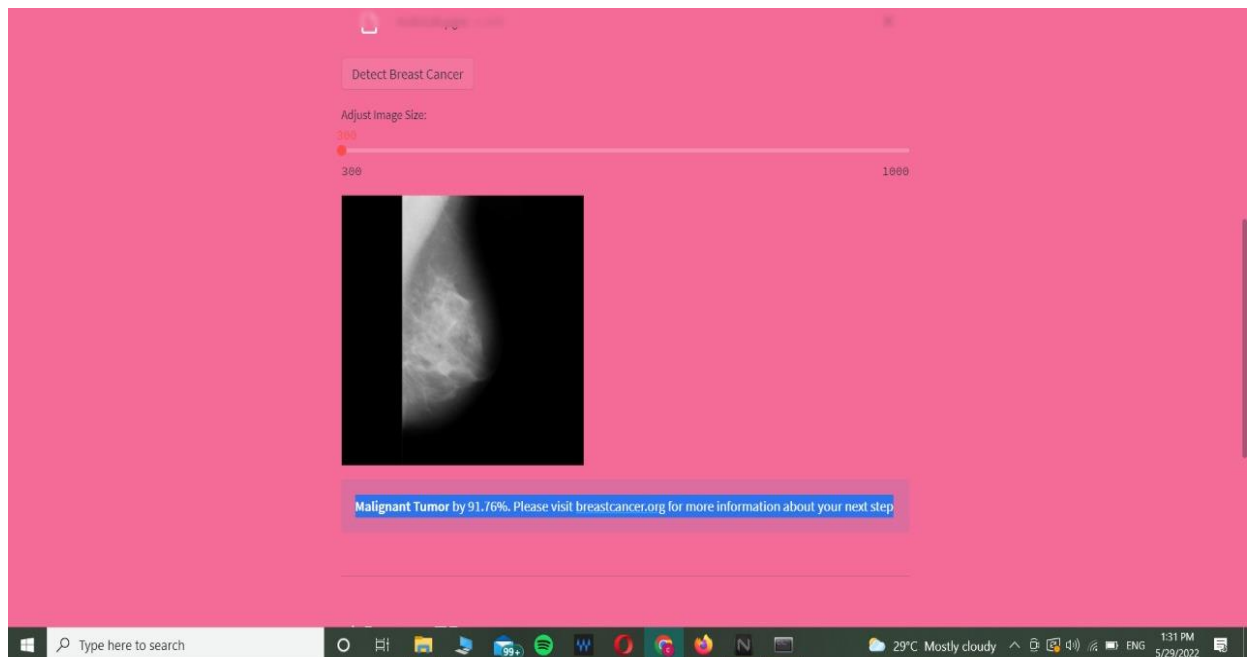 Detect Breast Cancer
Adjust Image Size:
300
300 1000
Malignant Tumor by 91.76%. Please visit breastcancer.org for more information about your next step
Type here to search
99+
29°C Mostly cloudy
ENG
1:31 PM
5/29/2022